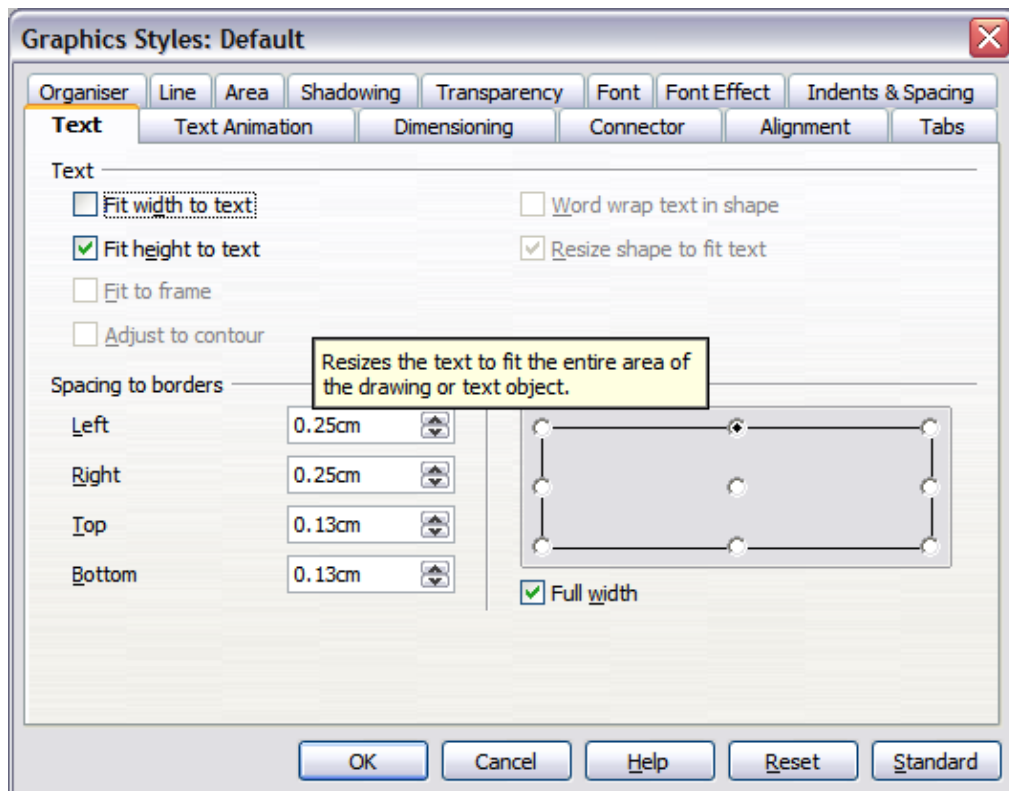 Graphics Styles: Default
Organiser Line Area Shadowing Transparency Font Font Effect Indents & Spacing
Text Text Animation Dimensioning Connector Alignment Tabs
Text
Fit width to text Word wrap text in shape
Fit height to text Resize shape to fit text
Fit to frame
Adjust to contour
Resizes the text to fit the entire area of
the drawing or text object.
Spacing to borders
Left 0.25cm
Right 0.25cm
Top 0.13cm
Bottom 0.13cm
Full width
OK Cancel Help Reset Standard